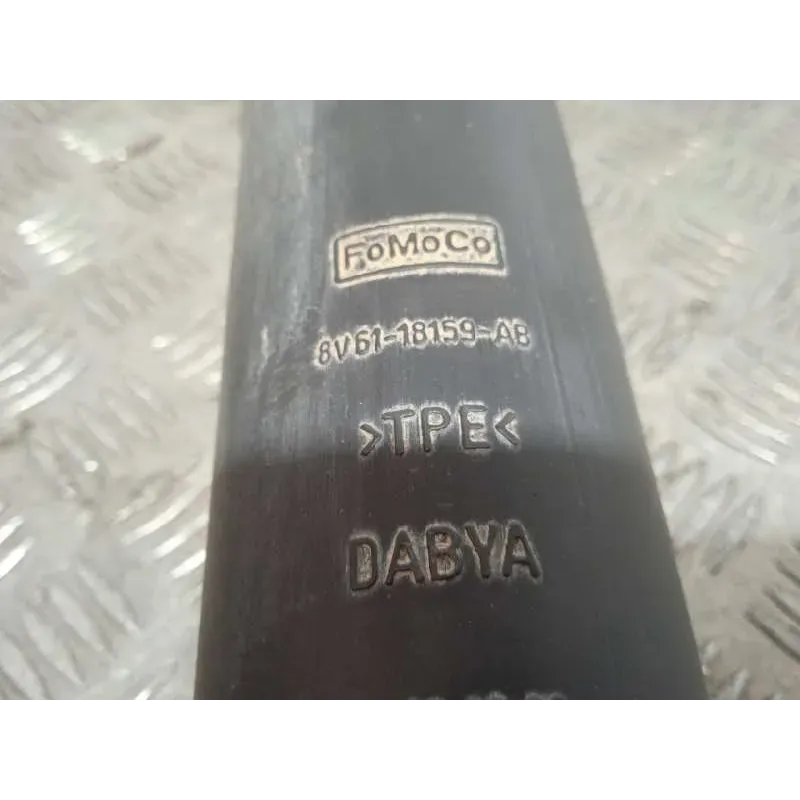 FoMoCo
8V61-18159-AB
>TPE<
DABYA